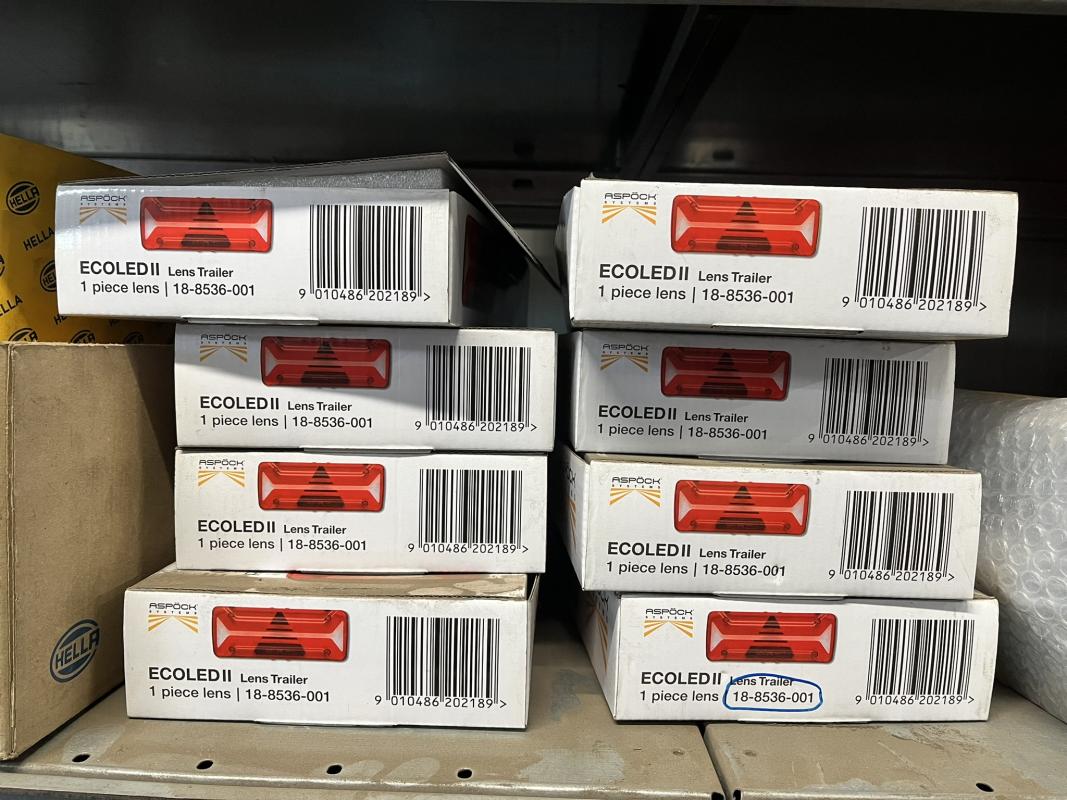 HELLA
HELLA
HELLA
ASPÖCK
SYSTEMS
ECOLED II Lens Trailer
1 piece lens | 18-8536-001
9 010486 202189 >
ASPÖCK
SYSTEMS
ECOLED II Lens Trailer
1 piece lens | 18-8536-001
9 010486 202189 >
ASPÖCK
SYSTEMS
ECOLED II Lens Trailer
1 piece lens | 18-8536-001
9 010486 202189 >
ASPÖCK
SYSTEMS
ECOLED II Lens Trailer
1 piece lens | 18-8536-001
9 010486 202189 >
ASPÖCK
SYSTEMS
ECOLED II Lens Trailer
1 piece lens | 18-8536-001
9 010486 202189 >
ASPÖCK
SYSTEMS
ECOLED II Lens Trailer
1 piece lens | 18-8536-001
9 010486 202189 >
ASPÖCK
SYSTEMS
ECOLED II Lens Trailer
1 piece lens | 18-8536-001
9 010486 202189 >
ASPÖCK
SYSTEMS
ECOLED II Lens Trailer
1 piece lens 18-8536-001
9 010486 202189 >